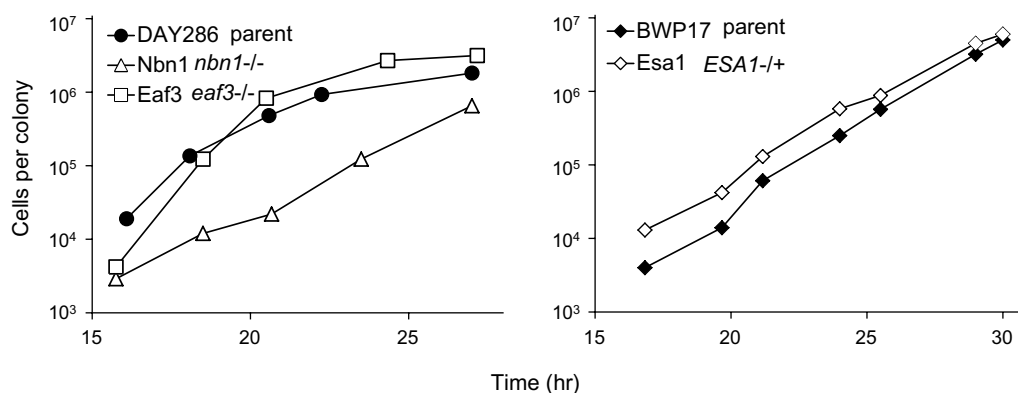 DAY286 parent
Nbn1 nbn1-/-
Eaf3 eaf3-/-
Cells per colony
10⁷
10⁶
10⁵
10⁴
10³
15 20 25
BWP17 parent
Esa1 ESA1-/+
10⁷
10⁶
10⁵
10⁴
10³
15 20 25 30
Time (hr)